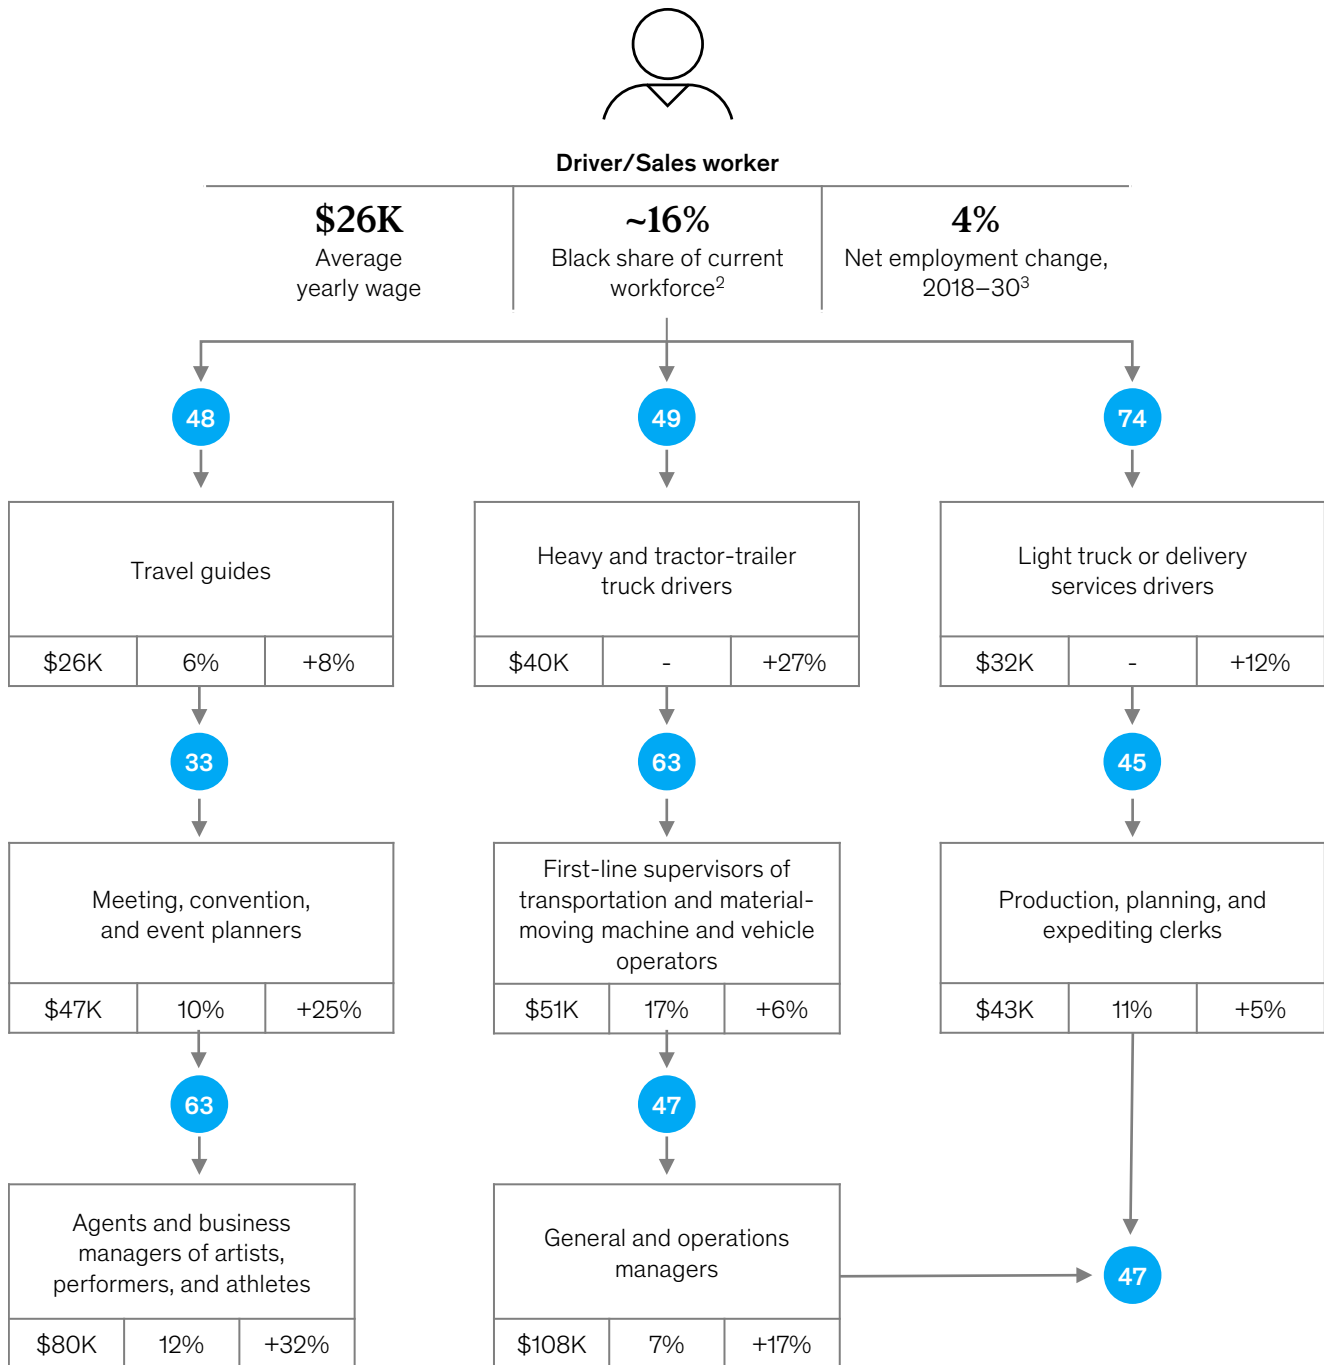 Driver/Sales worker
$26K
Average
yearly wage
~16%
Black share of current
workforce²
4%
Net employment change,
2018–30³
48
49
74
Travel guides
$26K 6% +8%
Heavy and tractor-trailer
truck drivers
$40K - +27%
Light truck or delivery
services drivers
$32K - +12%
33
63
45
Meeting, convention,
and event planners
$47K 10% +25%
First-line supervisors of
transportation and material-
moving machine and vehicle
operators
$51K 17% +6%
Production, planning, and
expediting clerks
$43K 11% +5%
63
47
Agents and business
managers of artists,
performers, and athletes
$80K 12% +32%
General and operations
managers
$108K 7% +17%
47